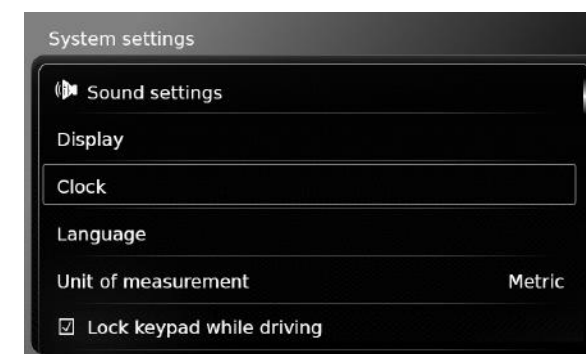 System settings
Sound settings
Display
Clock
Language
Unit of measurement Metric
Lock keypad while driving